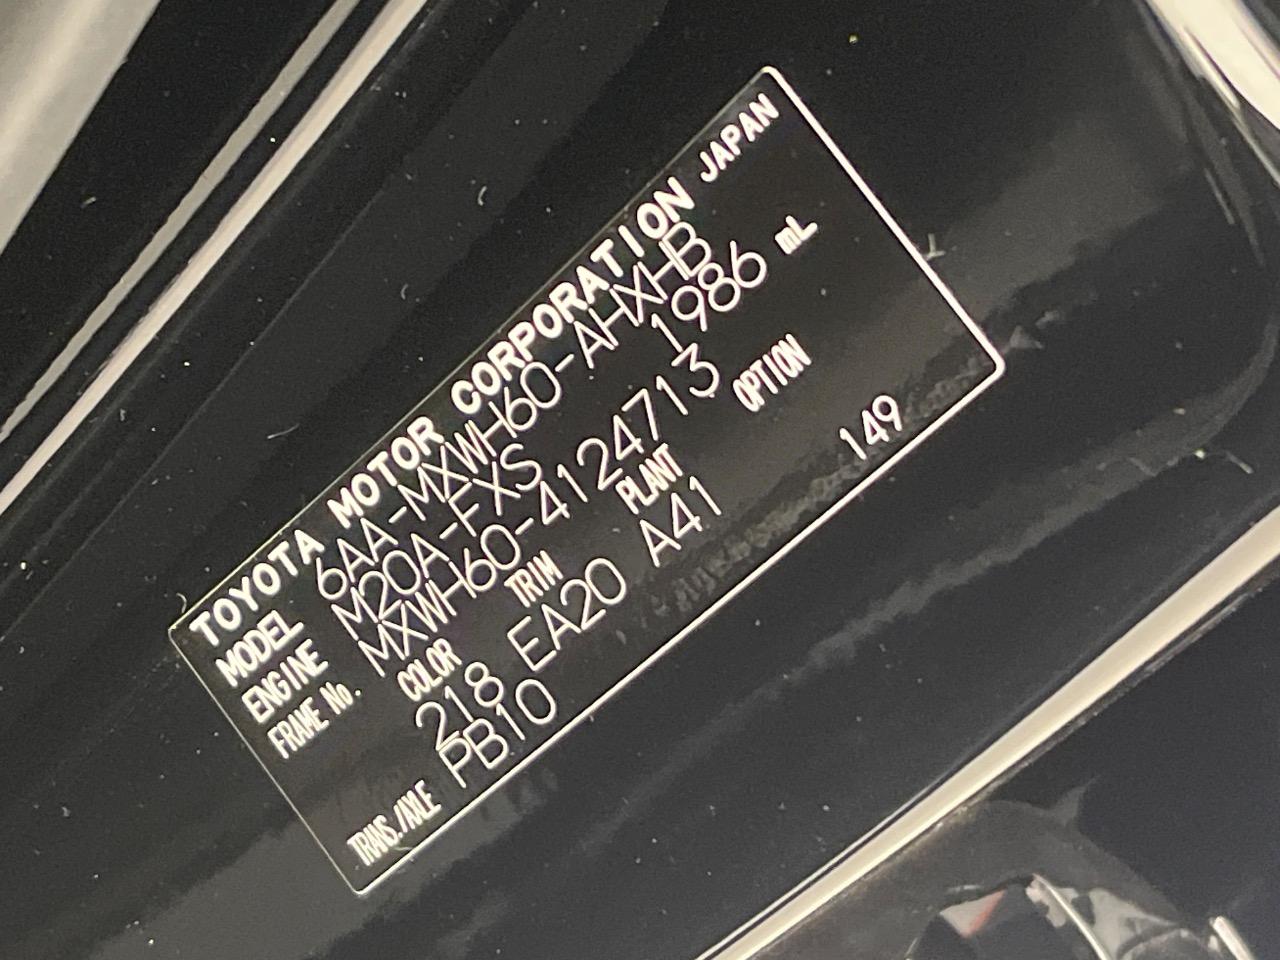 TOYOTA MOTOR CORPORATION JAPAN
MODEL 6AA-MXWH60-AHXHB
ENGINE M20A-FXS 1986 mL
FRAME No. MXWH60-4124713
COLOR TRIM PLANT OPTION
218 EA20 A41 149
TRANS./AXLE PB10